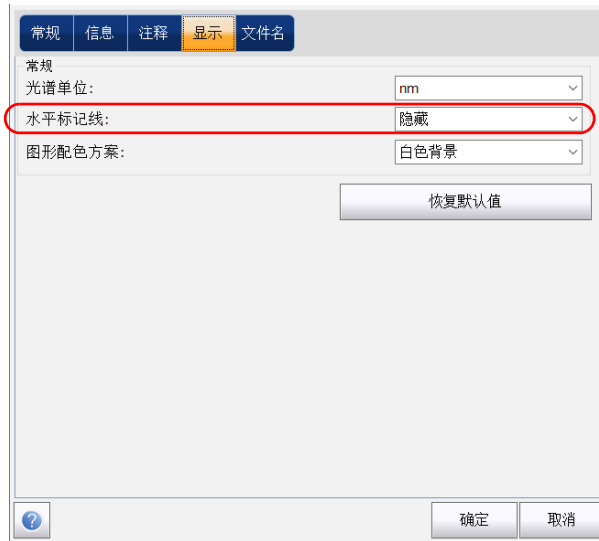 常规 信息 注释 显示 文件名
常规
光谱单位: nm
水平标记线: 隐藏
图形配色方案: 白色背景
恢复默认值
? 确定 取消